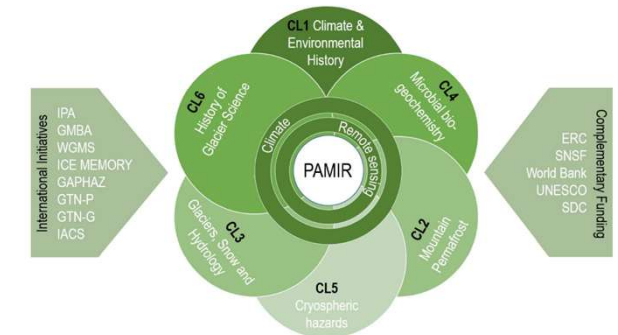 CL1 Climate &
Environmental
History
CL4
Microbial bio-
geochemistry
CL2
Mountain
Permafrost
CL5
Cryospheric
hazards
CL3
Glaciers, Snow and
Hydrology
CL6
History of
Glacier Science
Climate
Remote sensing
PAMIR
International Initiatives
IPA
GMBA
WGMS
ICE MEMORY
GAPHAZ
GTN-P
GTN-G
IACS
Complementary Funding
ERC
SNSF
World Bank
UNESCO
SDC